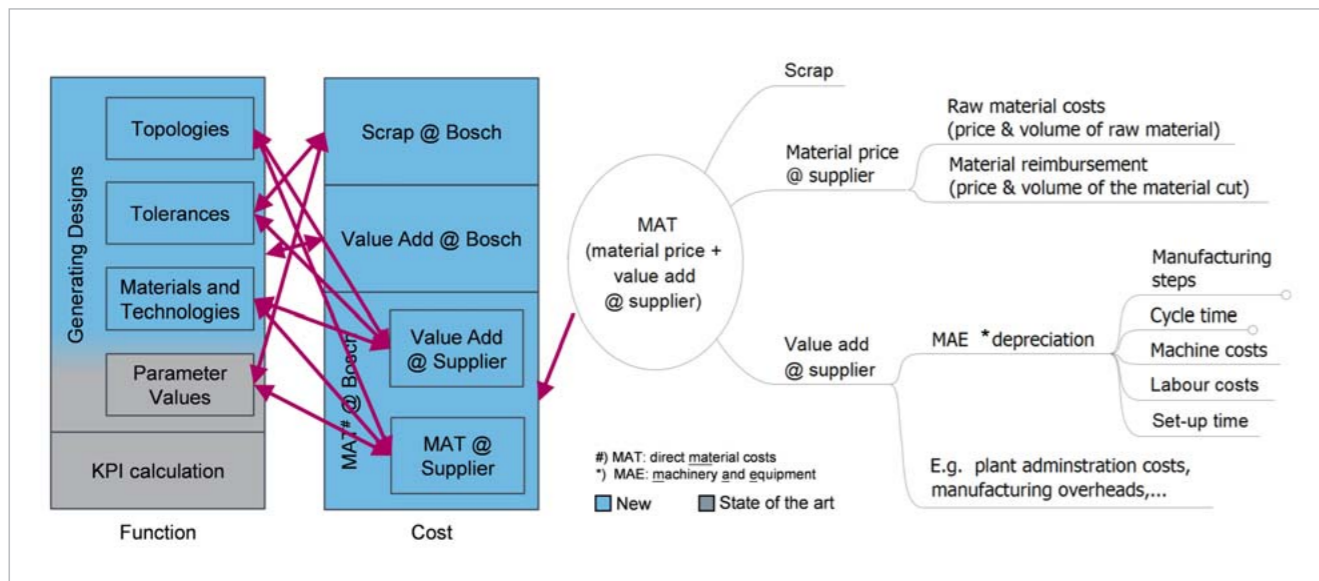 Generating Designs
Topologies
Tolerances
Materials and
Technologies
Parameter
Values
KPI calculation
Function
Scrap @ Bosch
Value Add @ Bosch
MAT# @ Bosch
Value Add
@ Supplier
MAT @
Supplier
Cost
MAT
(material price +
value add
@ supplier)
Scrap
Material price
@ supplier
Raw material costs
(price & volume of raw material)
Material reimbursement
(price & volume of the material cut)
Value add
@ supplier
MAE *depreciation
Manufacturing
steps
Cycle time
Machine costs
Labour costs
Set-up time
E.g. plant adminstration costs,
manufacturing overheads,...
#) MAT: direct material costs
*) MAE: machinery and equipment
New
State of the art